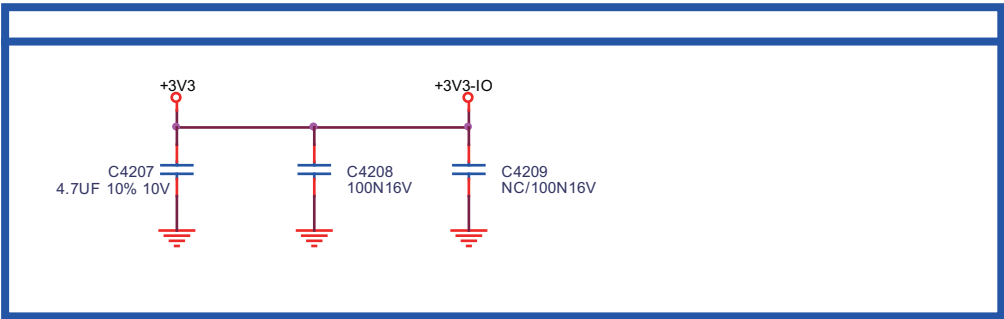 +3V3
+3V3-IO
C4207
4.7UF 10% 10V
C4208
100N16V
C4209
NC/100N16V